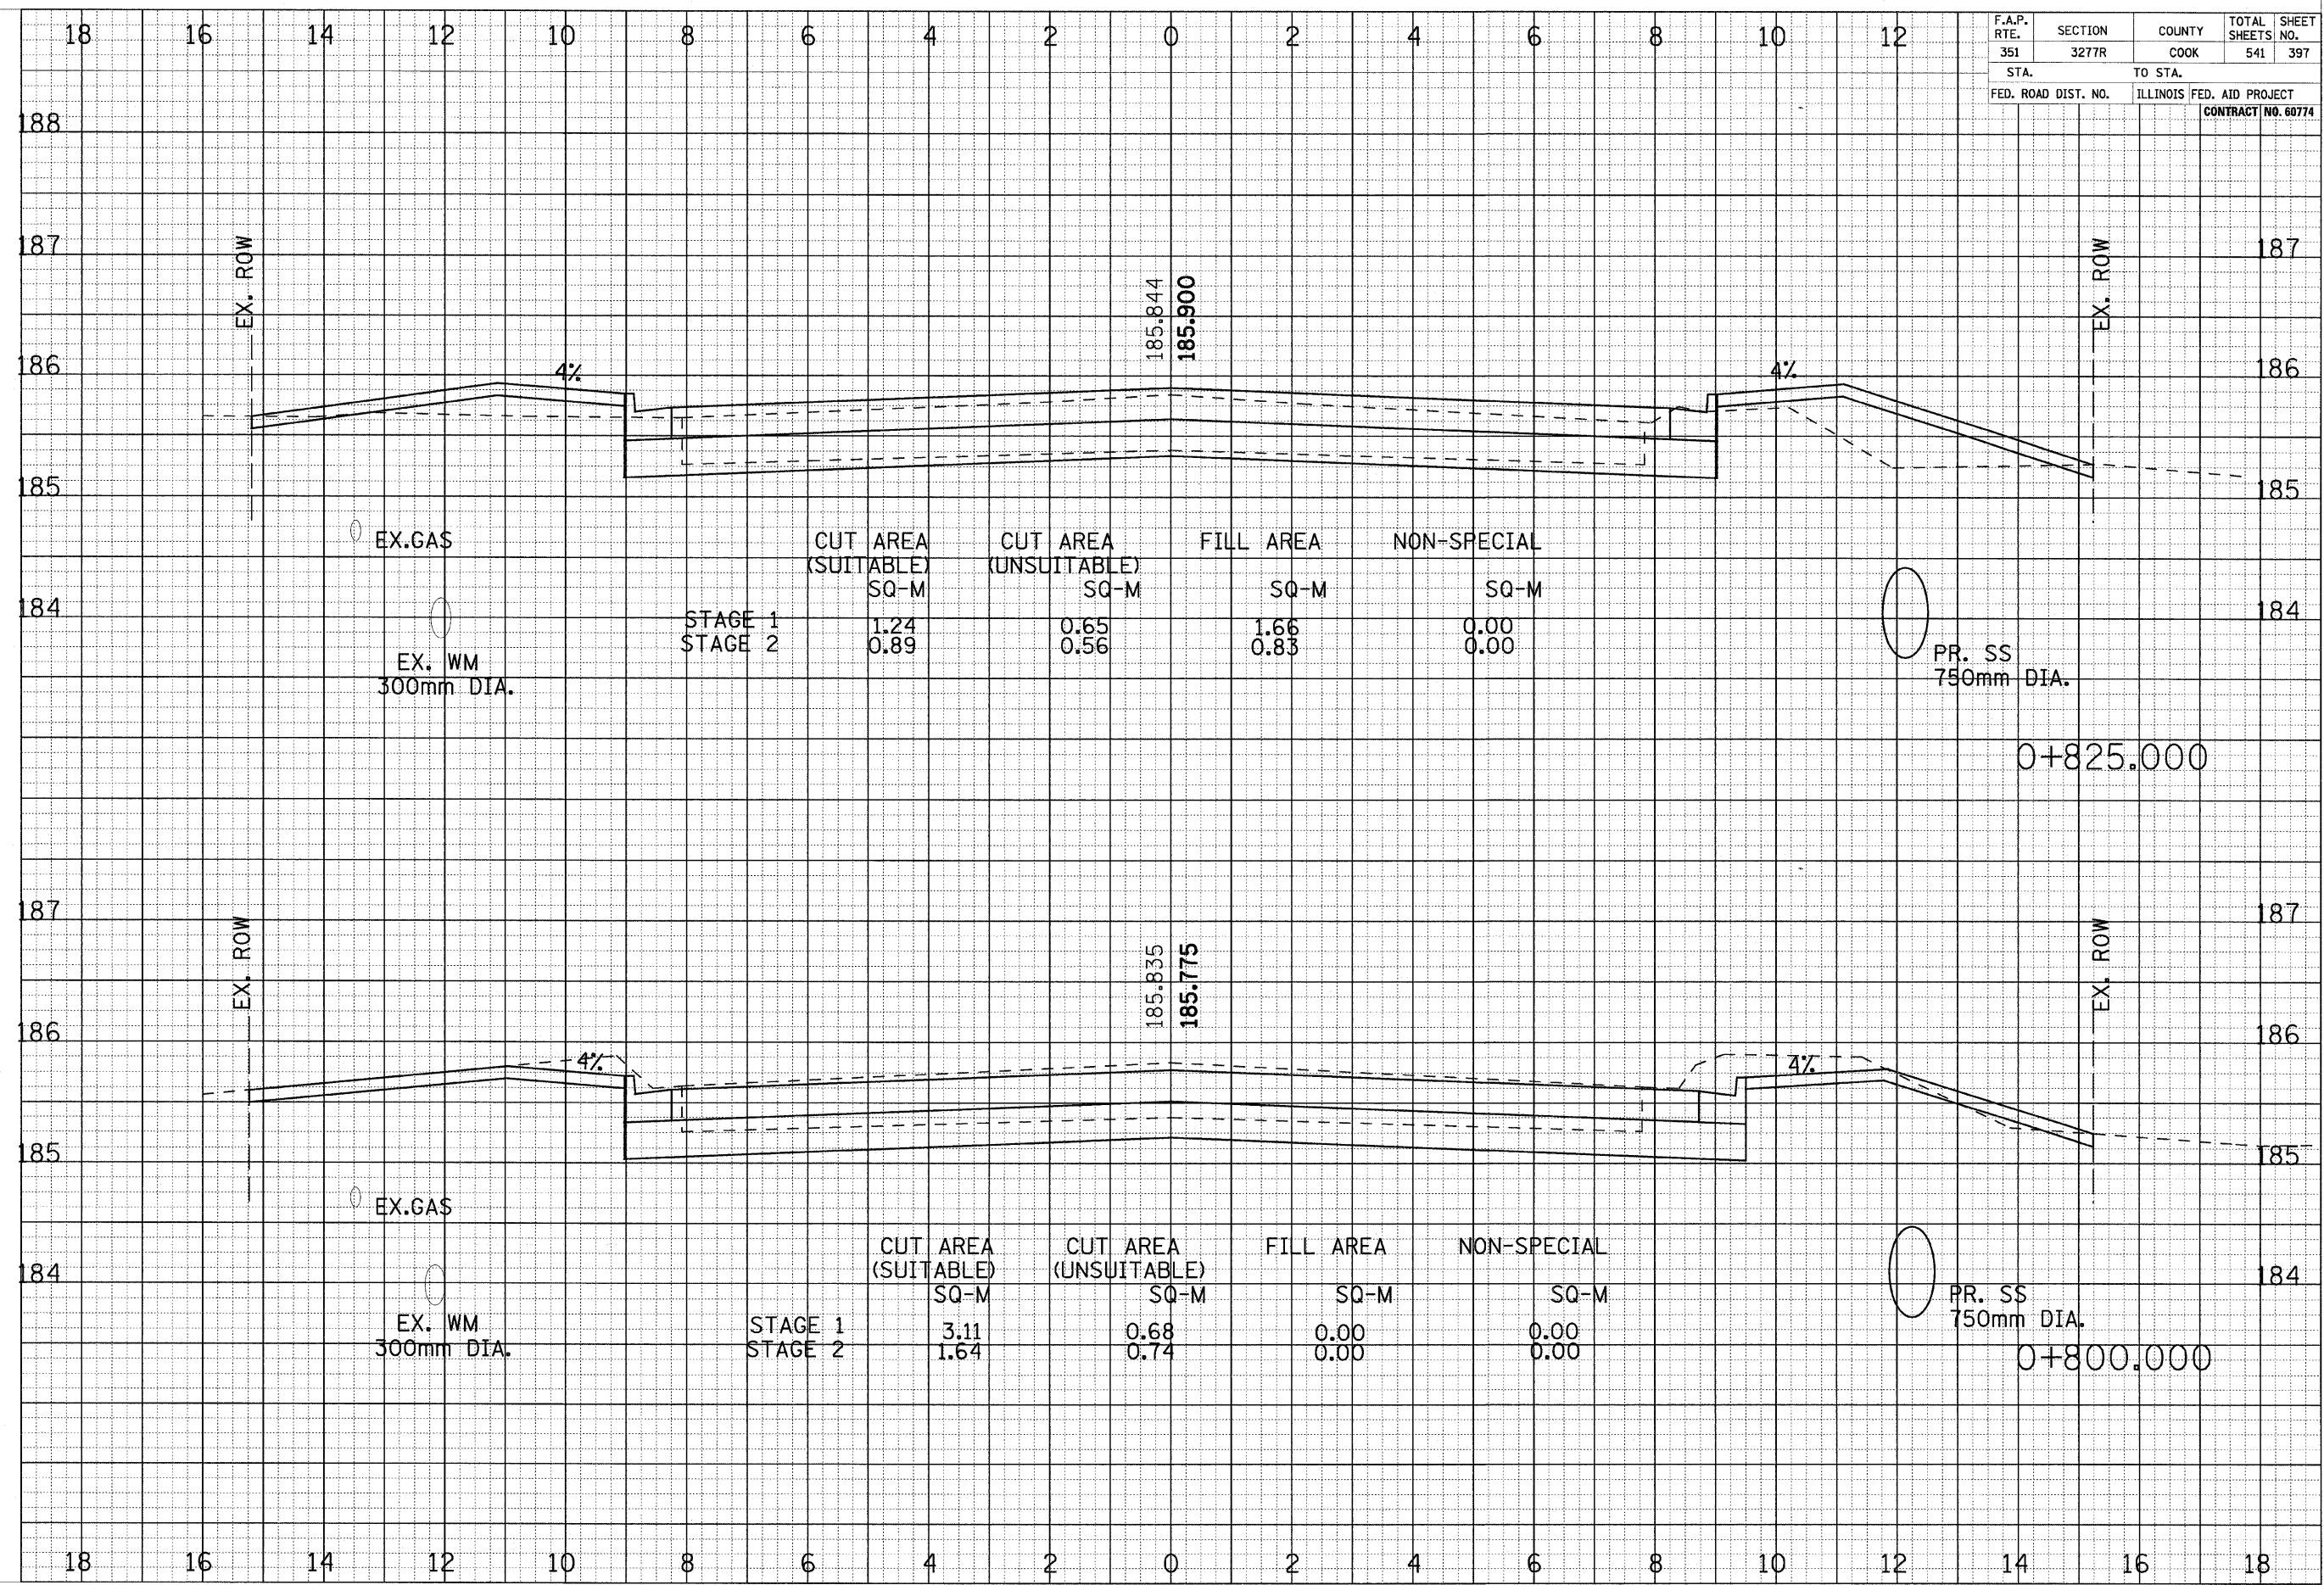 18 16 14 12 10 8 6 4 2 0 2 4 6 8 10 12
F.A.P. RTE. SECTION COUNTY TOTAL SHEETS SHEET NO.
351 3277R COOK 541 397
STA. TO STA.
FED. ROAD DIST. NO. ILLINOIS FED. AID PROJECT
CONTRACT NO. 60774
188
187 187
EX. ROW
185.844
185.900
EX. ROW
186 4% 4% 186
185 185
EX.GAS
CUT AREA CUT AREA FILL AREA NON-SPECIAL
(SUITABLE) (UNSUITABLE)
SQ-M SQ-M SQ-M SQ-M
184 184
STAGE 1 1.24 0.65 1.66 0.00
STAGE 2 0.89 0.56 0.83 0.00
EX. WM
300mm DIA.
PR. SS
750mm DIA.
0+825.000
187 187
EX. ROW
185.835
185.775
EX. ROW
186 186
4% 4%
185 185
EX.GAS
CUT AREA CUT AREA FILL AREA NON-SPECIAL
(SUITABLE) (UNSUITABLE)
184 184
SQ-M SQ-M SQ-M SQ-M
PR. SS
750mm DIA.
EX. WM
300mm DIA.
STAGE 1 3.11 0.68 0.00 0.00
STAGE 2 1.64 0.74 0.00 0.00
0+800.000
18 16 14 12 10 8 6 4 2 0 2 4 6 8 10 12 14 16 18